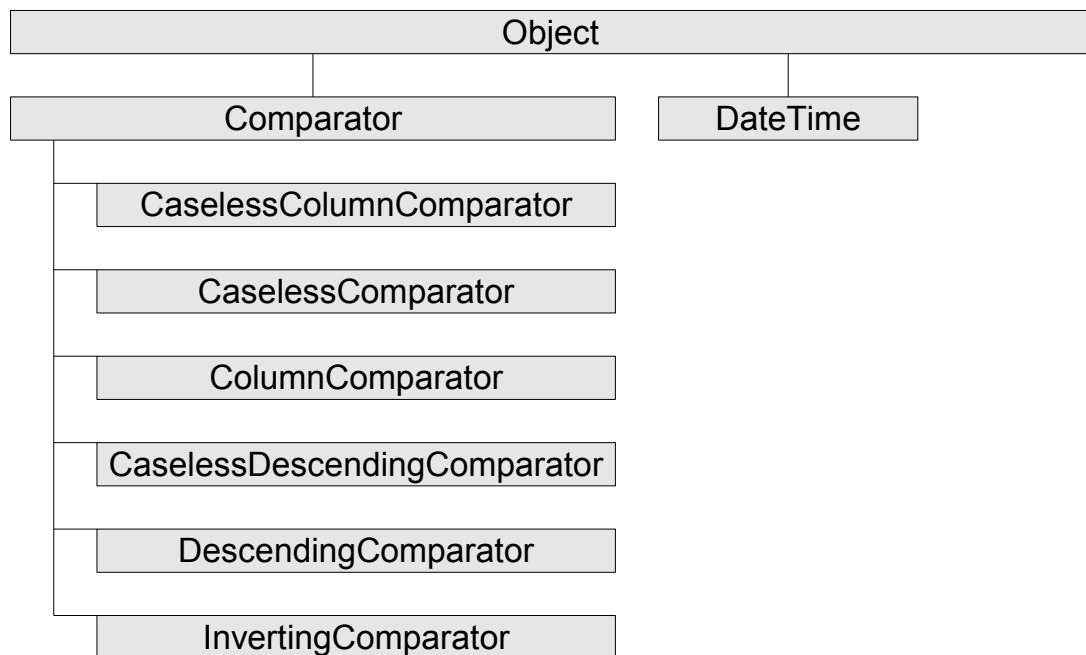 Object
Comparator
DateTime
CaselessColumnComparator
CaselessComparator
ColumnComparator
CaselessDescendingComparator
DescendingComparator
InvertingComparator